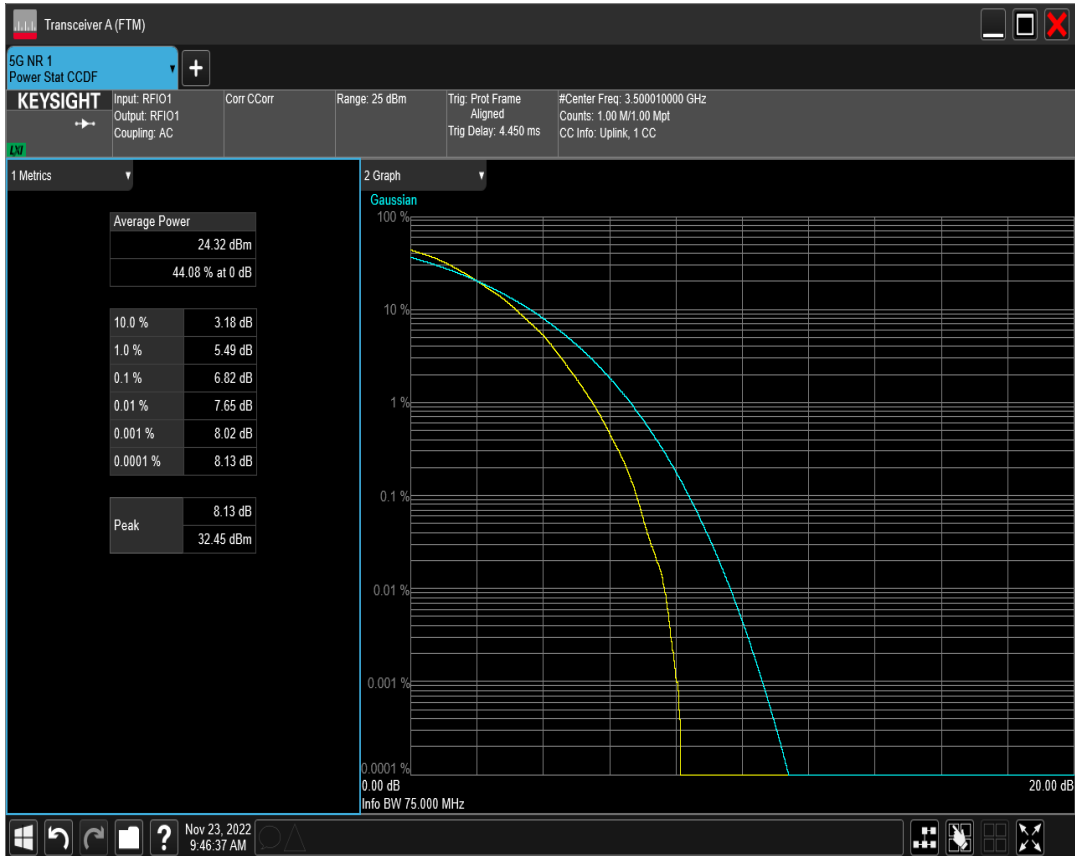 Transceiver A (FTM)
5G NR 1
Power Stat CCDF
+
KEYSIGHT
LXI
Input: RFIO1
Output: RFIO1
Coupling: AC
Corr CCorr
Range: 25 dBm
Trig: Prot Frame
Aligned
Trig Delay: 4.450 ms
#Center Freq: 3.500010000 GHz
Counts: 1.00 M/1.00 Mpt
CC Info: Uplink, 1 CC
1 Metrics
Average Power
24.32 dBm
44.08 % at 0 dB
10.0 % 3.18 dB
1.0 % 5.49 dB
0.1 % 6.82 dB
0.01 % 7.65 dB
0.001 % 8.02 dB
0.0001 % 8.13 dB
Peak
8.13 dB
32.45 dBm
2 Graph
Gaussian
100 %
10 %
1 %
0.1 %
0.01 %
0.001 %
0.0001 %
0.00 dB 20.00 dB
Info BW 75.000 MHz
?
Nov 23, 2022
9:46:37 AM